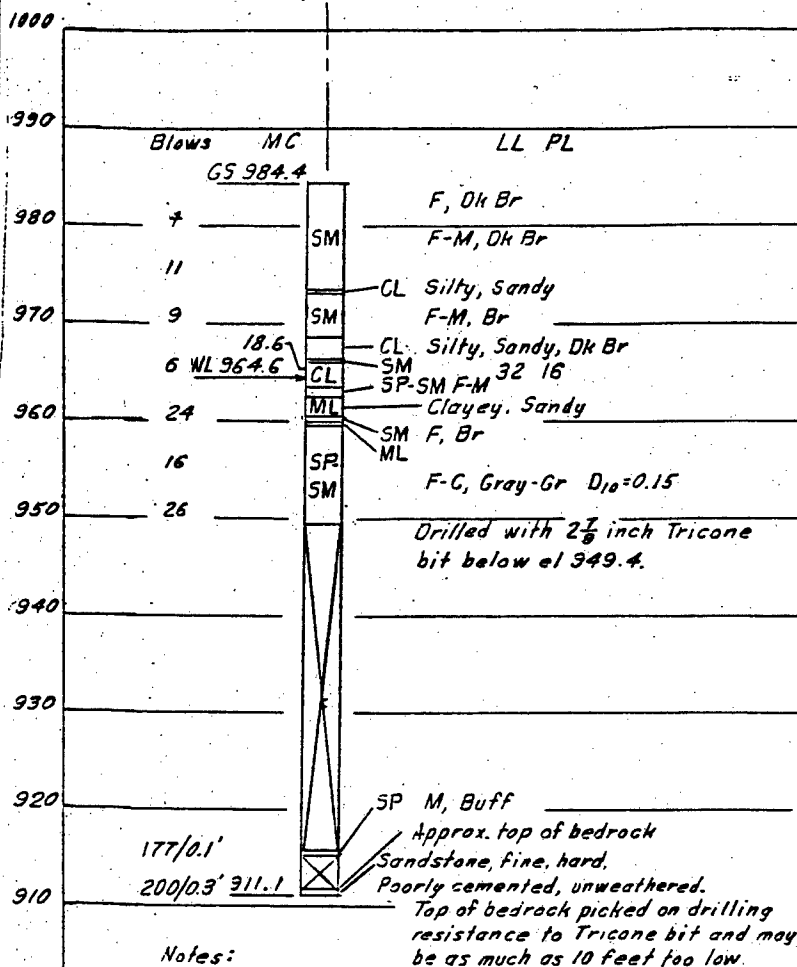 1000
990
Blows MC LL PL
GS 984.4
F, Dk Br
980
SM F-M, Dk Br
11
CL Silty, Sandy
970 9 SM F-M, Br
18.6 CL Silty, Sandy, Dk Br
SM 32 16
6 WL 964.6 CL
SP-SM F-M
ML Clayey, Sandy
960 24
SM F, Br
ML
16 SP-
SM F-C, Gray-Gr D10=0.15
950 26
Drilled with 2 7/8 inch Tricone
bit below el 949.4.
940
930
920
SP M, Buff
Approx. top of bedrock
177/0.1'
Sandstone, fine, hard,
200/0.3' 911.1 Poorly cemented, unweathered.
910
Top of bedrock picked on drilling
resistance to Tricone bit and may
Notes: be as much as 10 feet too low.